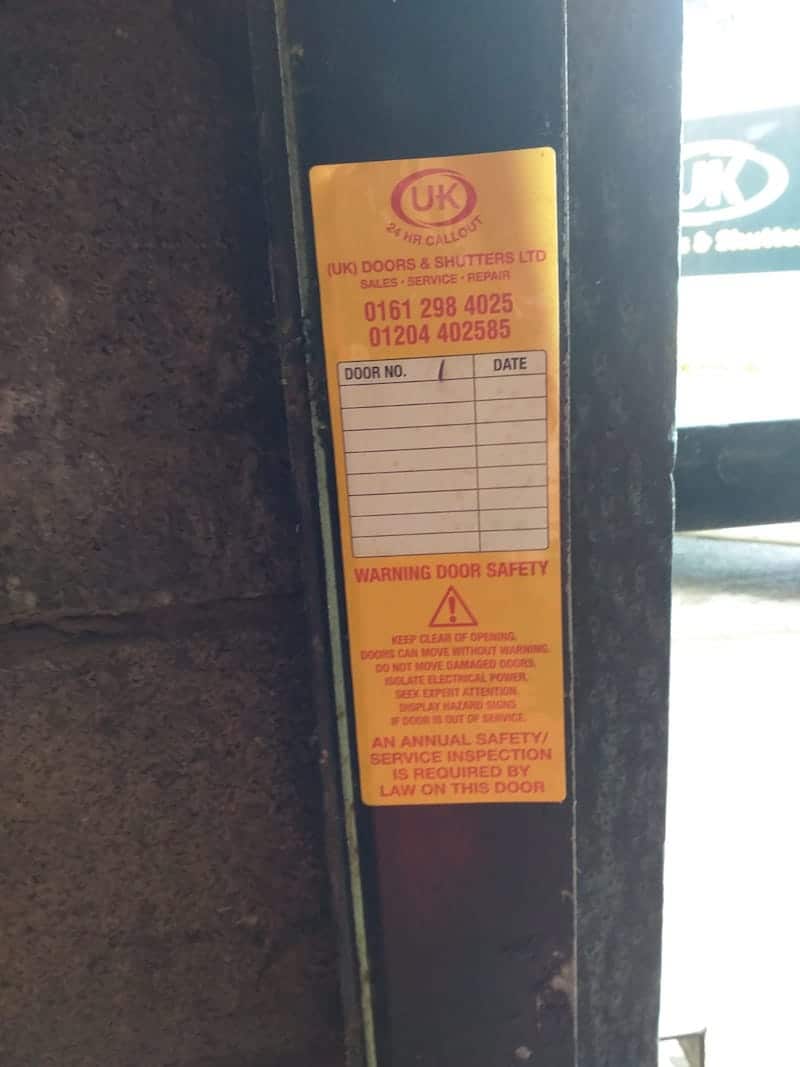 UK
24 HR CALLOUT
(UK) DOORS & SHUTTERS LTD
SALES • SERVICE • REPAIR
0161 298 4025
01204 402585
DOOR NO. 1 DATE
WARNING DOOR SAFETY
KEEP CLEAR OF OPENING.
DOORS CAN MOVE WITHOUT WARNING.
DO NOT MOVE DAMAGED DOORS.
ISOLATE ELECTRICAL POWER.
SEEK EXPERT ATTENTION.
DISPLAY HAZARD SIGNS
IF DOOR IS OUT OF SERVICE.
AN ANNUAL SAFETY/
SERVICE INSPECTION
IS REQUIRED BY
LAW ON THIS DOOR
UK
& Shutte